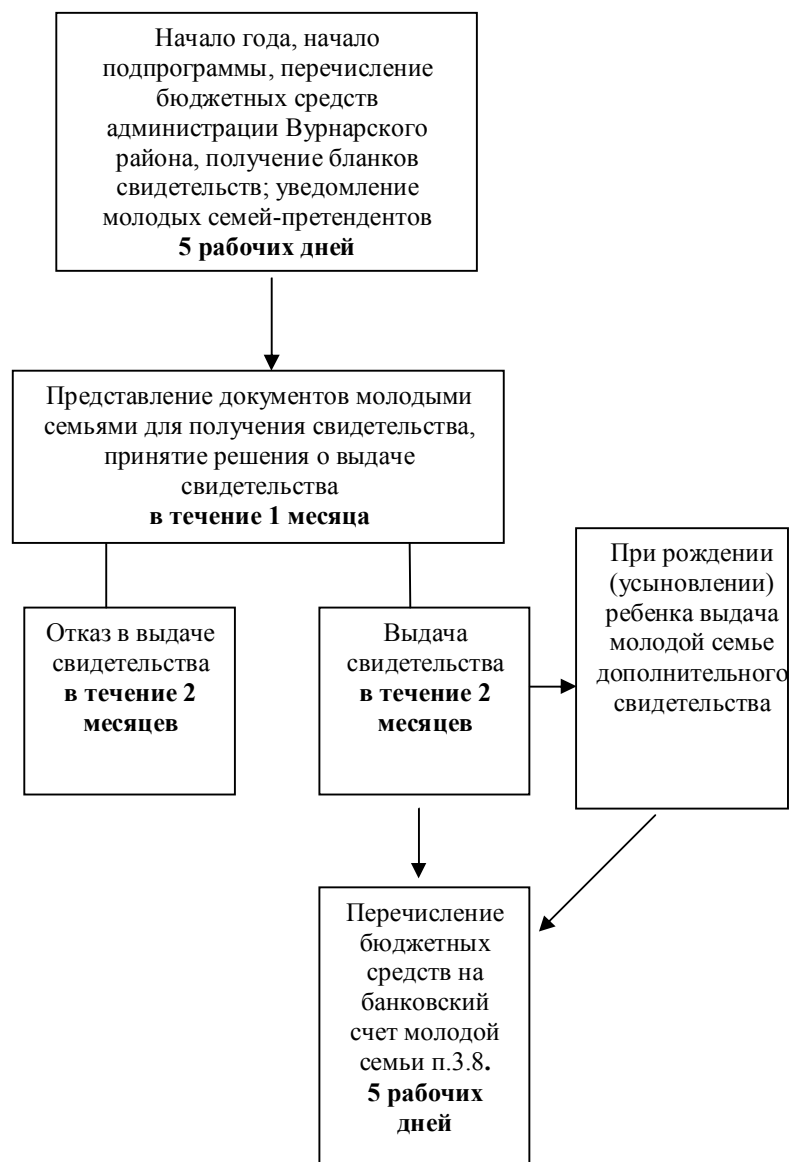 Начало года, начало
подпрограммы, перечисление
бюджетных средств
администрации Вурнарского
района, получение бланков
свидетельств; уведомление
молодых семей-претендентов
5 рабочих дней
Представление документов молодыми
семьями для получения свидетельства,
принятие решения о выдаче
свидетельства
в течение 1 месяца
Отказ в выдаче
свидетельства
в течение 2
месяцев
Выдача
свидетельства
в течение 2
месяцев
При рождении
(усыновлении)
ребенка выдача
молодой семье
дополнительного
свидетельства
Перечисление
бюджетных
средств на
банковский
счет молодой
семьи п.3.8.
5 рабочих
дней